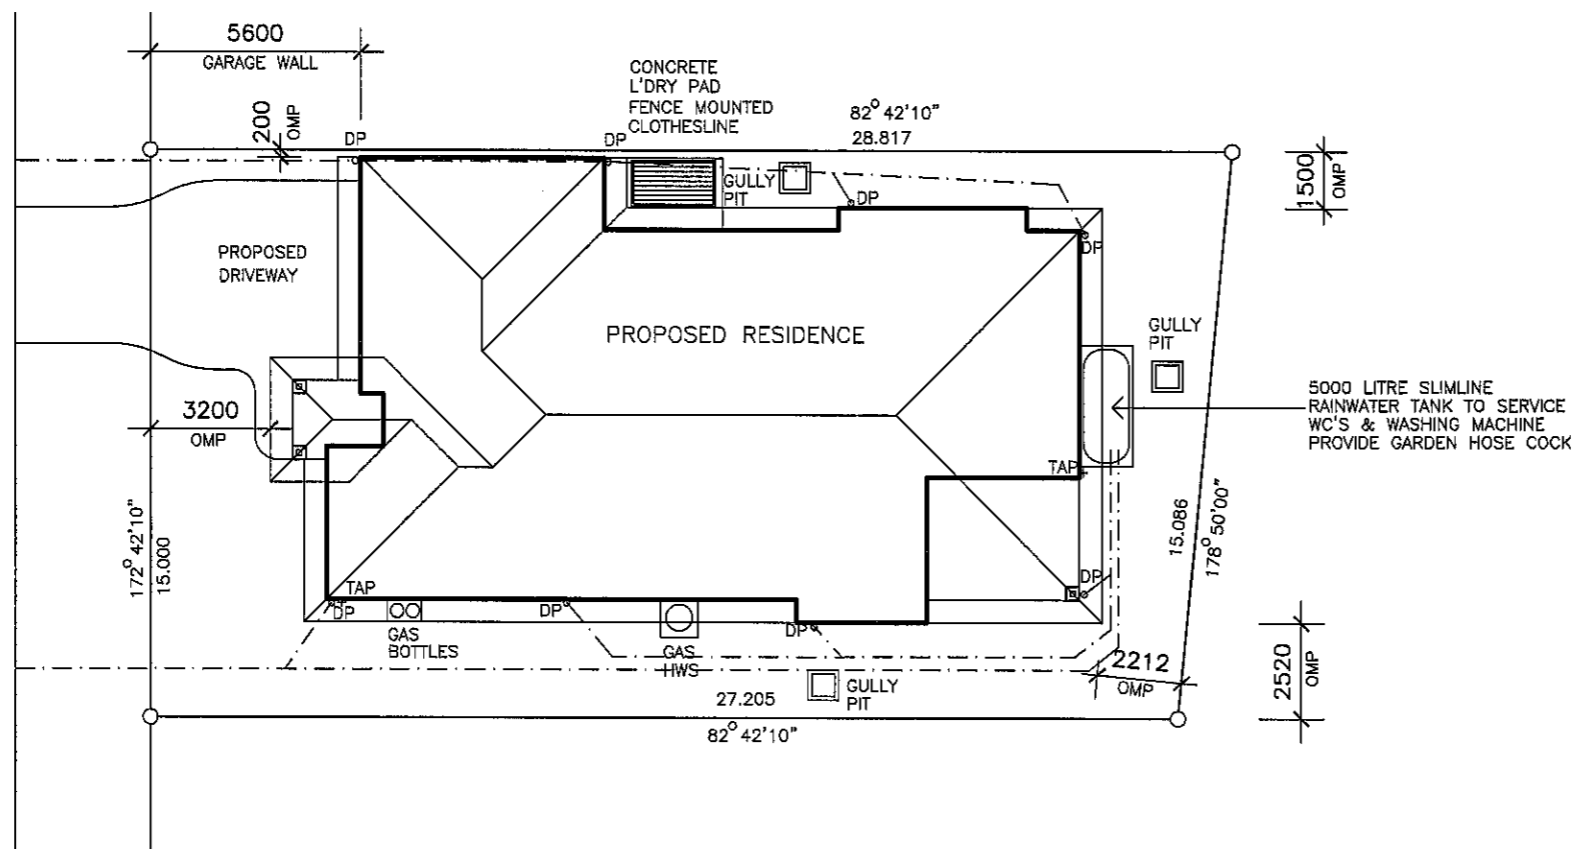 5600
GARAGE WALL
CONCRETE
L'DRY PAD
FENCE MOUNTED
CLOTHESLINE
82° 42'10"
28.817
200
OMP
DP
DP
1500
OMP
GULLY
PIT
DP
DP
PROPOSED
DRIVEWAY
PROPOSED RESIDENCE
GULLY
PIT
5000 LITRE SLIMLINE
RAINWATER TANK TO SERVICE
WC'S & WASHING MACHINE
PROVIDE GARDEN HOSE COCK
3200
OMP
TAP
172° 42'10"
15.000
15.086
178° 50'00"
TAP
DP
DP
DP
DP
GAS
BOTTLES
GAS
HWS
GULLY
PIT
2212
OMP
2520
OMP
27.205
82° 42'10"